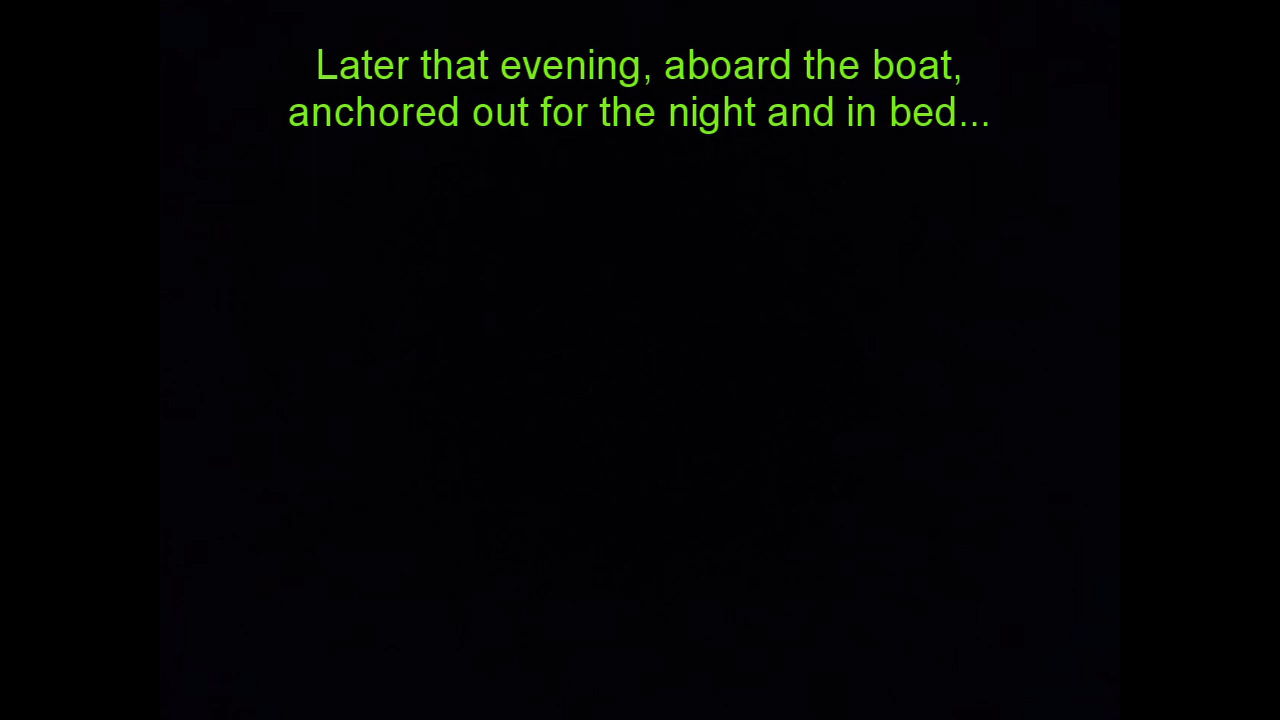 Later that evening, aboard the boat,
anchored out for the night and in bed...